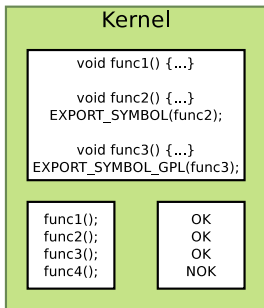 Kernel
void func1() {...}
void func2() {...}
EXPORT_SYMBOL(func2);
void func3() {...}
EXPORT_SYMBOL_GPL(func3);
func1();
func2();
func3();
func4();
OK
OK
OK
NOK